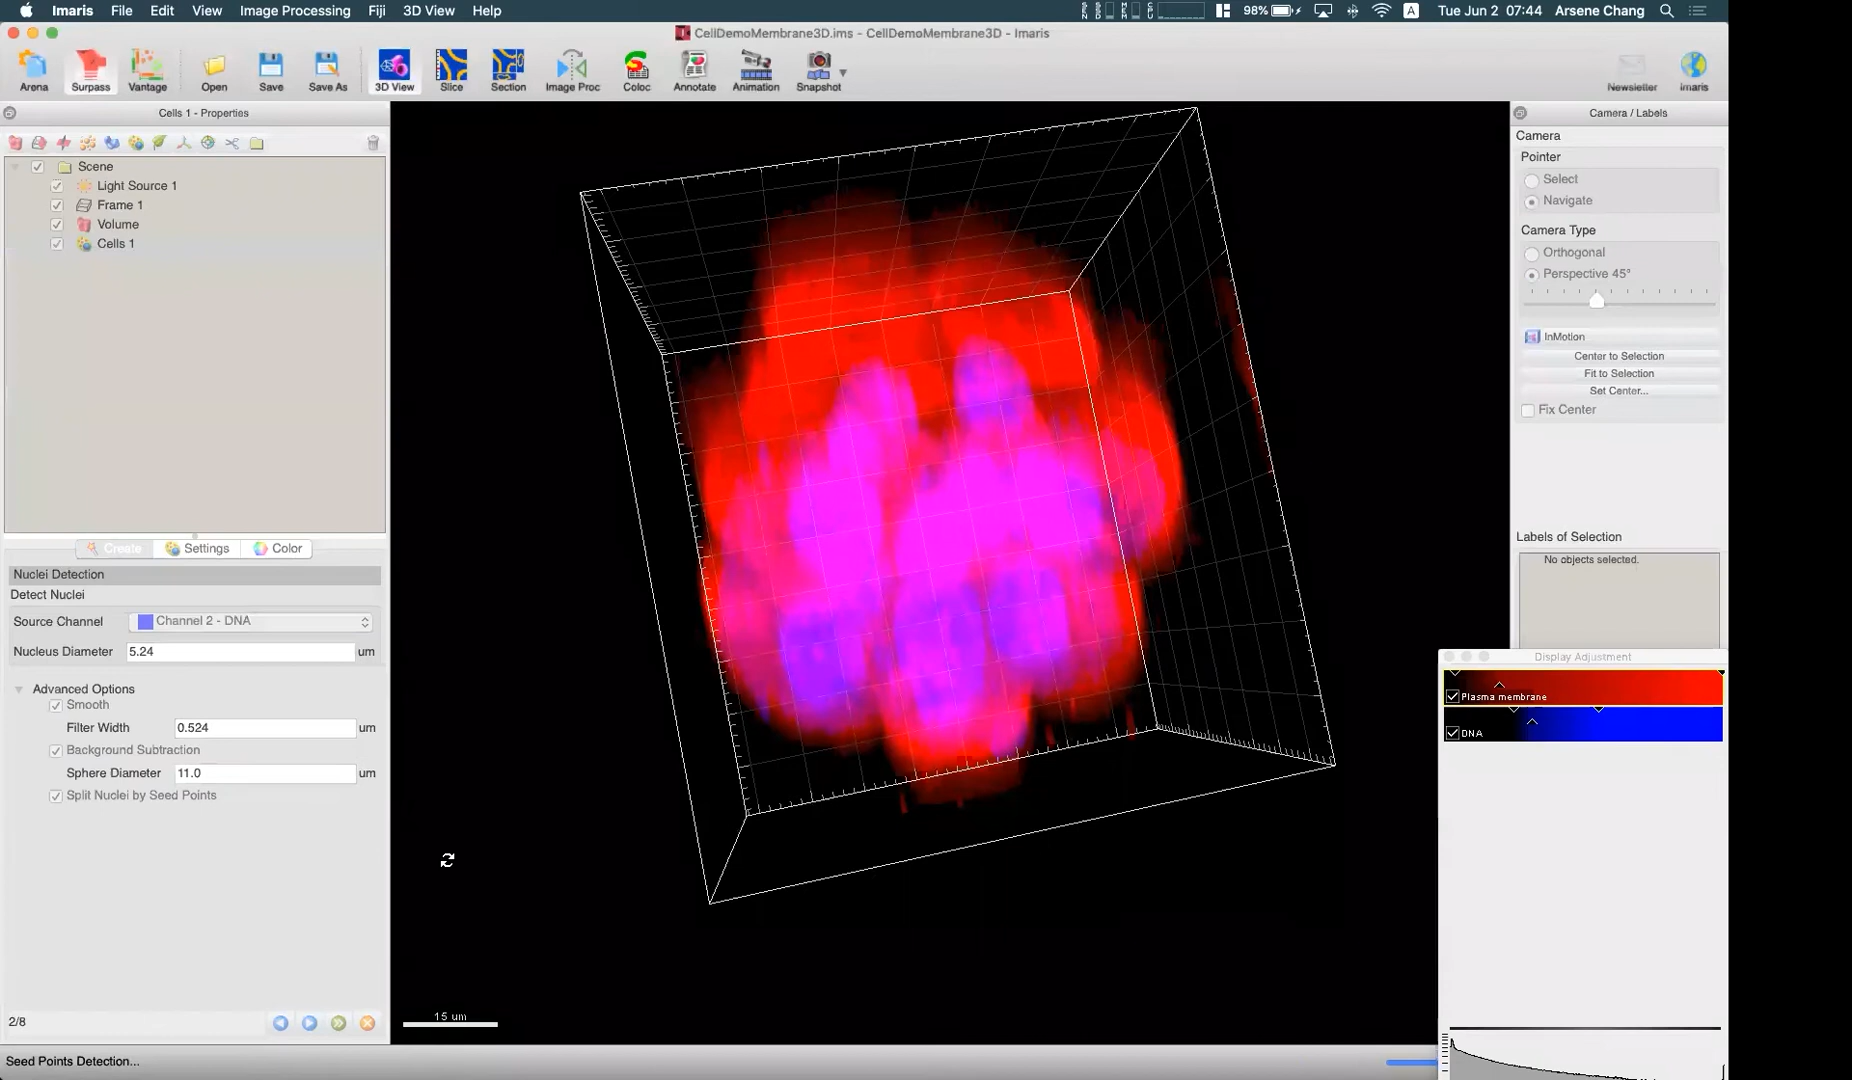 Imaris File Edit View Image Processing Fiji 3D View Help 98% A Tue Jun 2 07:44 Arsene Chang
CellDemoMembrane3D.ims - CellDemoMembrane3D - Imaris
Arena Surpass Vantage Open Save Save As 3D View Slice Section Image Proc Coloc Annotate Animation Snapshot Newsletter imaris
Cells 1 - Properties
Scene
Light Source 1
Frame 1
Volume
Cells 1
Create Settings Color
Nuclei Detection
Detect Nuclei
Source Channel Channel 2 - DNA
Nucleus Diameter 5.24 um
Advanced Options
Smooth
Filter Width 0.524 um
Background Subtraction
Sphere Diameter 11.0 um
Split Nuclei by Seed Points
2/8
Seed Points Detection...
15 um
Camera / Labels
Camera
Pointer
Select
Navigate
Camera Type
Orthogonal
Perspective 45°
InMotion
Center to Selection
Fit to Selection
Set Center...
Fix Center
Labels of Selection
No objects selected.
Display Adjustment
Plasma membrane
DNA